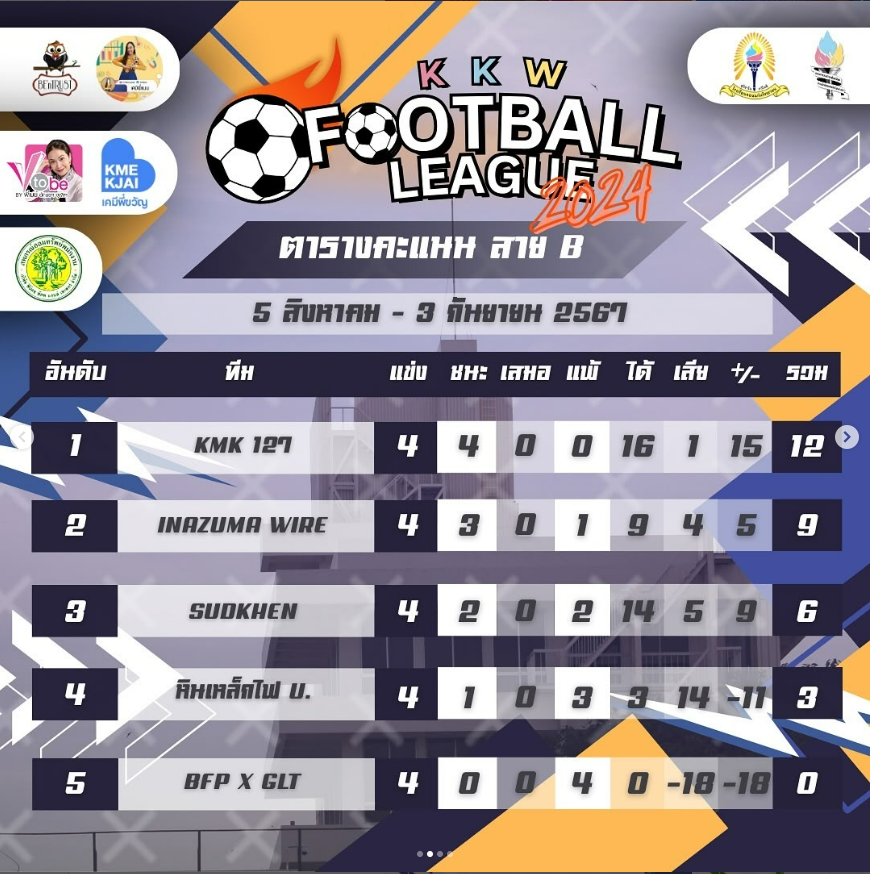 BENTRUST
V to be
KME
KJAI
เคมีพี่ขวัญ
K K W
FOOTBALL
LEAGUE
2024
ตารางคะแนน สาย B
5 สิงหาคม - 3 กันยายน 2567
อันดับ ทีม แข่ง ชนะ เสมอ แพ้ ได้ เสีย +/- รวม
1 KMK 127 4 4 0 0 16 1 15 12
2 INAZUMA WIRE 4 3 0 1 9 4 5 9
3 SUDKHEN 4 2 0 2 14 5 9 6
4 หินเหล็กไฟ U. 4 1 0 3 3 14 -11 3
5 BFP X GLT 4 0 0 4 0 -18 -18 0